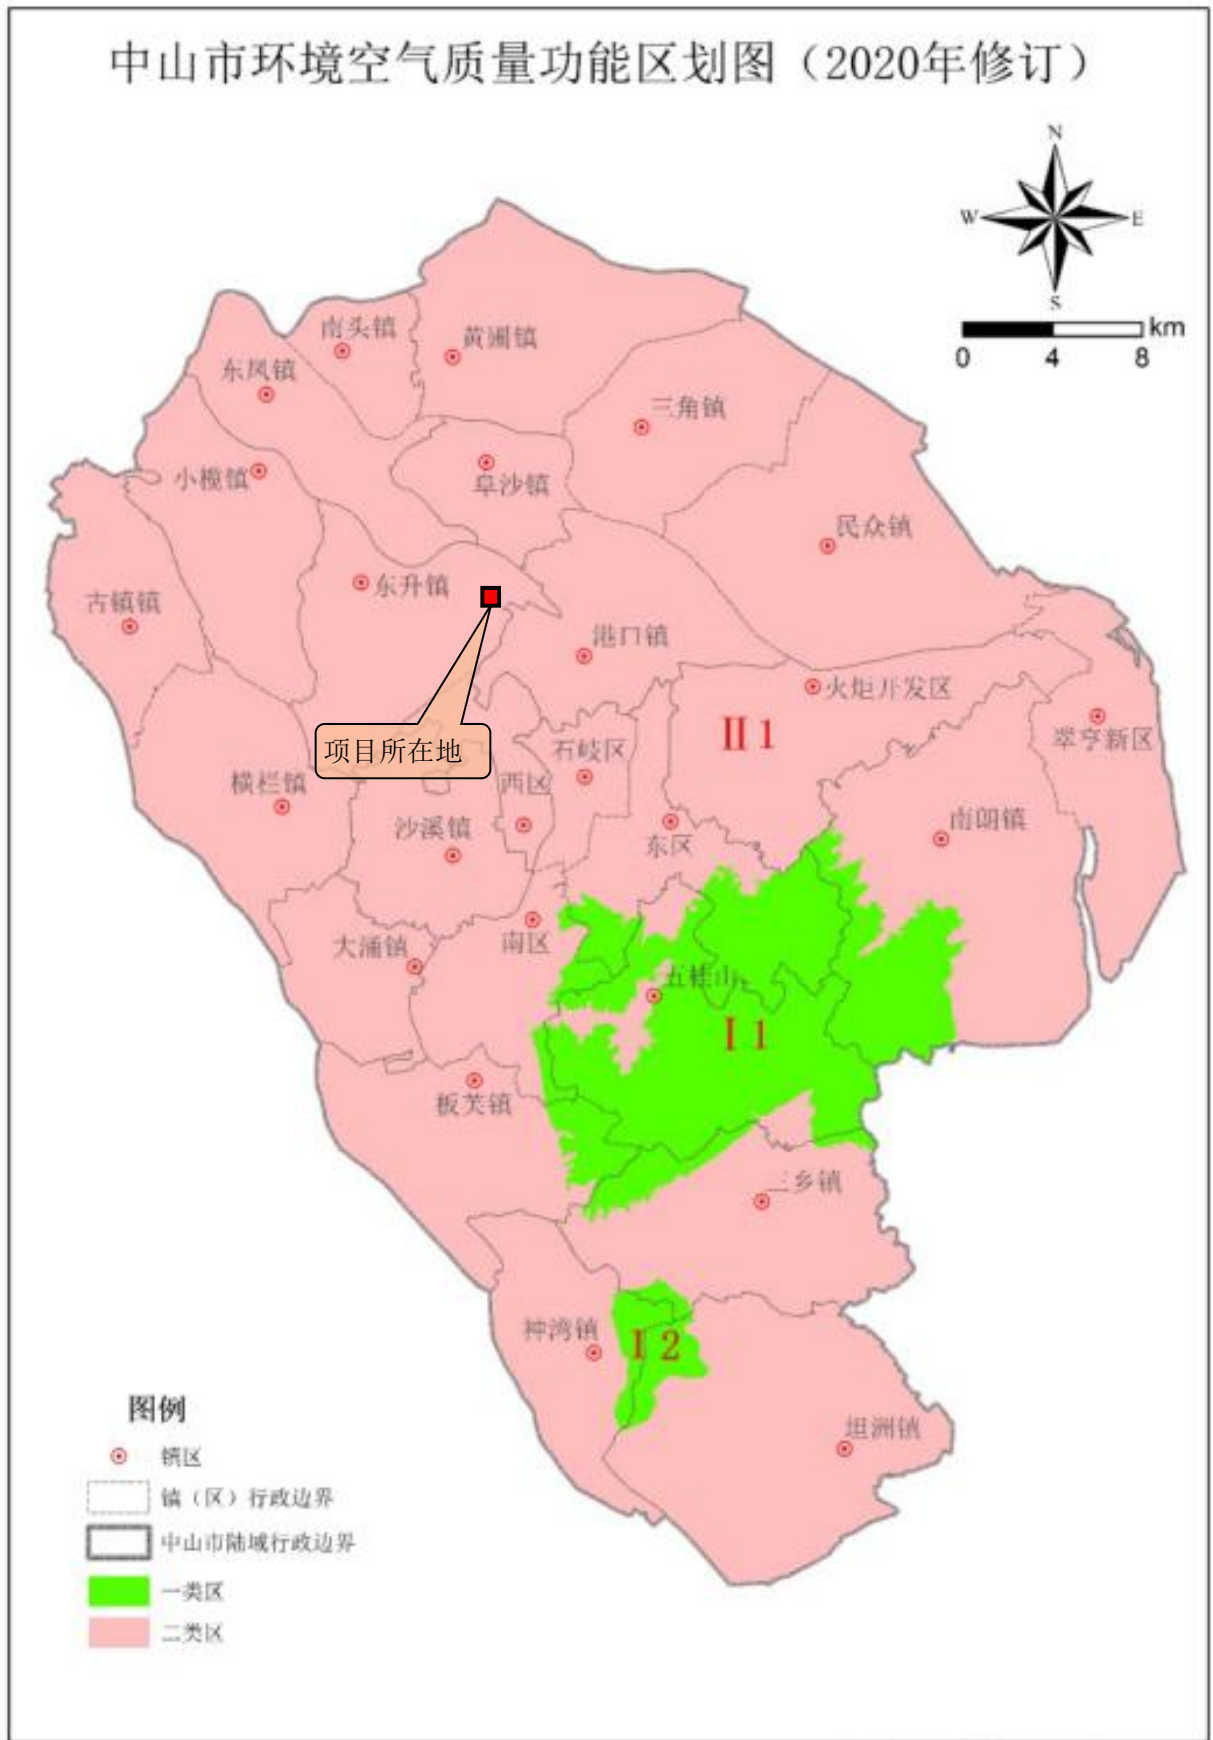 中山市环境空气质量功能区划图（2020年修订）
N
W
E
S
km
0
4
8
南头镇
黄圃镇
东凤镇
三角镇
小榄镇
阜沙镇
民众镇
东升镇
古镇镇
港口镇
火炬开发区
II 1
翠亨新区
项目所在地
石岐区
西区
横栏镇
沙溪镇
东区
南朗镇
南区
大涌镇
五桂山
I 1
板芙镇
三乡镇
神湾镇
I 2
坦洲镇
图例
镇区
镇（区）行政边界
中山市陆域行政边界
一类区
二类区